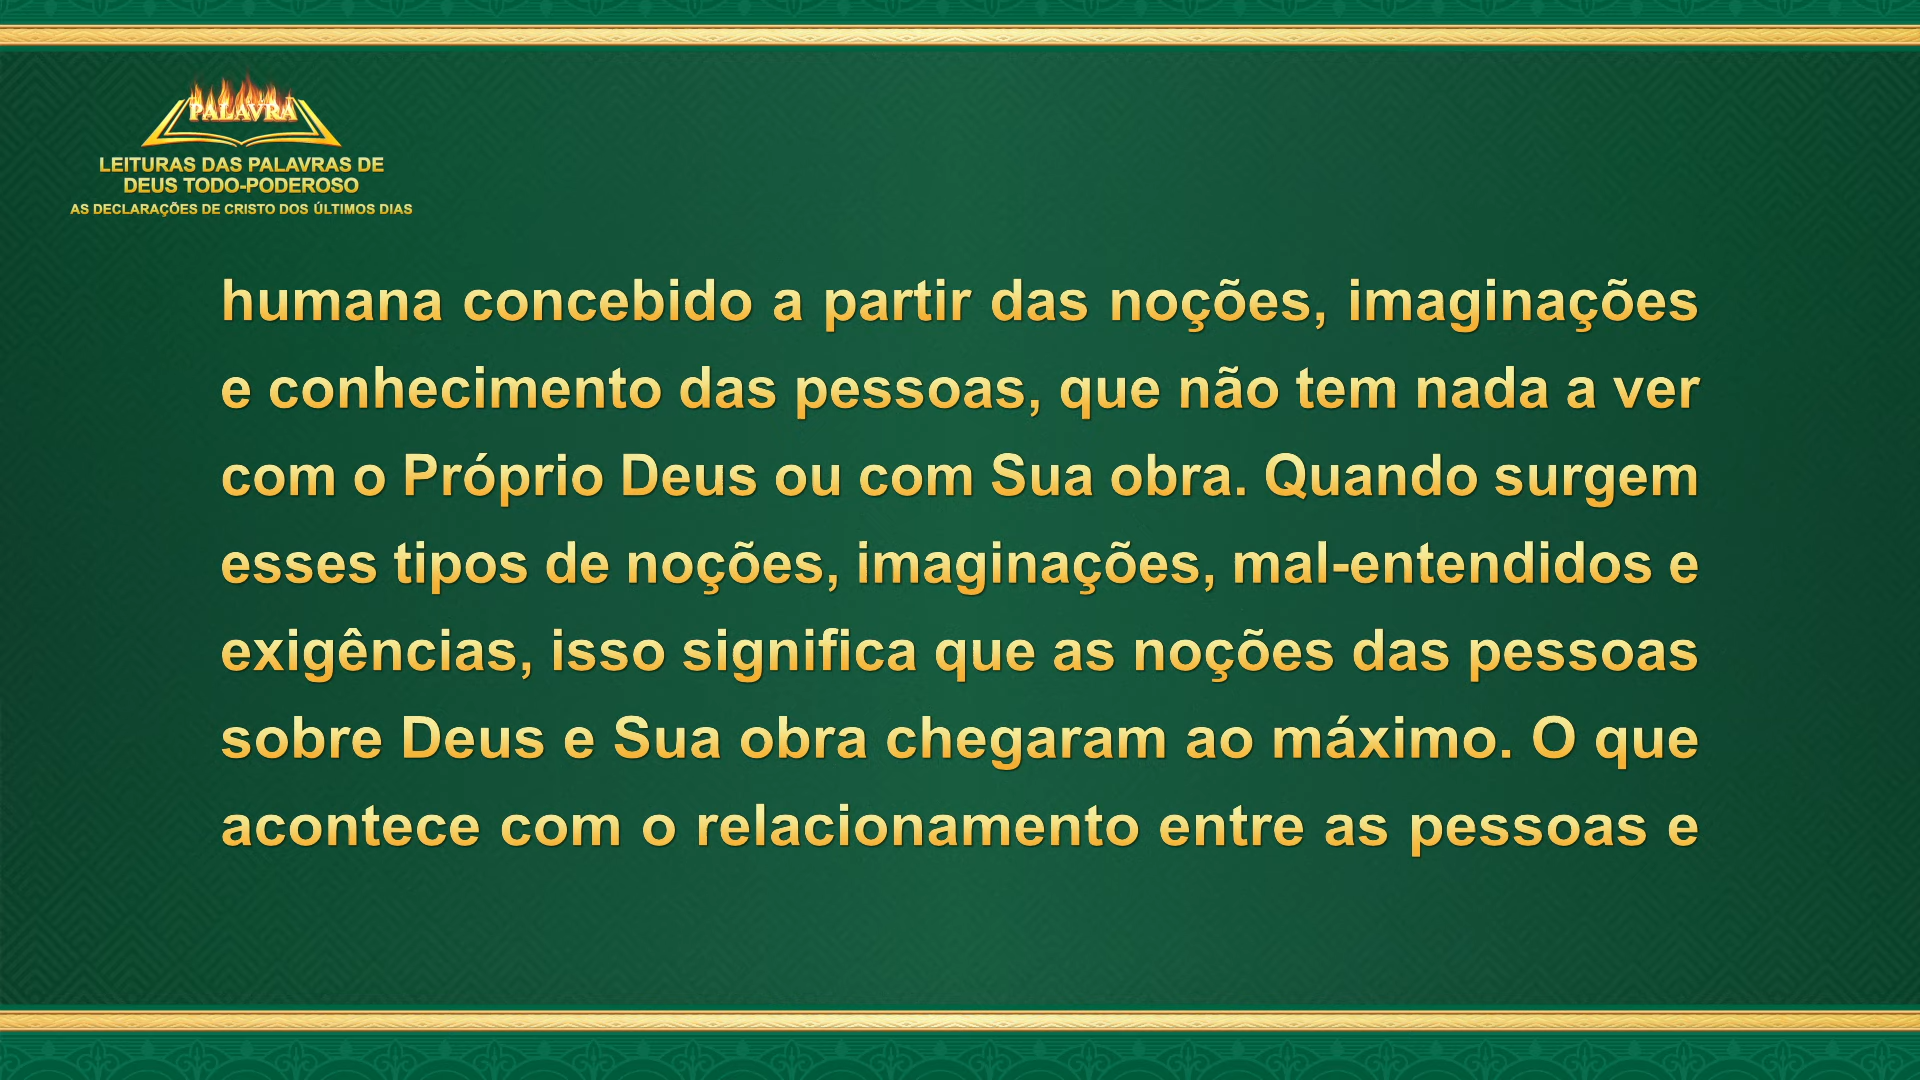 PALAVRA
LEITURAS DAS PALAVRAS DE
DEUS TODO-PODEROSO
AS DECLARAÇÕES DE CRISTO DOS ÚLTIMOS DIAS
humana concebido a partir das noções, imaginações
e conhecimento das pessoas, que não tem nada a ver
com o Próprio Deus ou com Sua obra. Quando surgem
esses tipos de noções, imaginações, mal-entendidos e
exigências, isso significa que as noções das pessoas
sobre Deus e Sua obra chegaram ao máximo. O que
acontece com o relacionamento entre as pessoas e